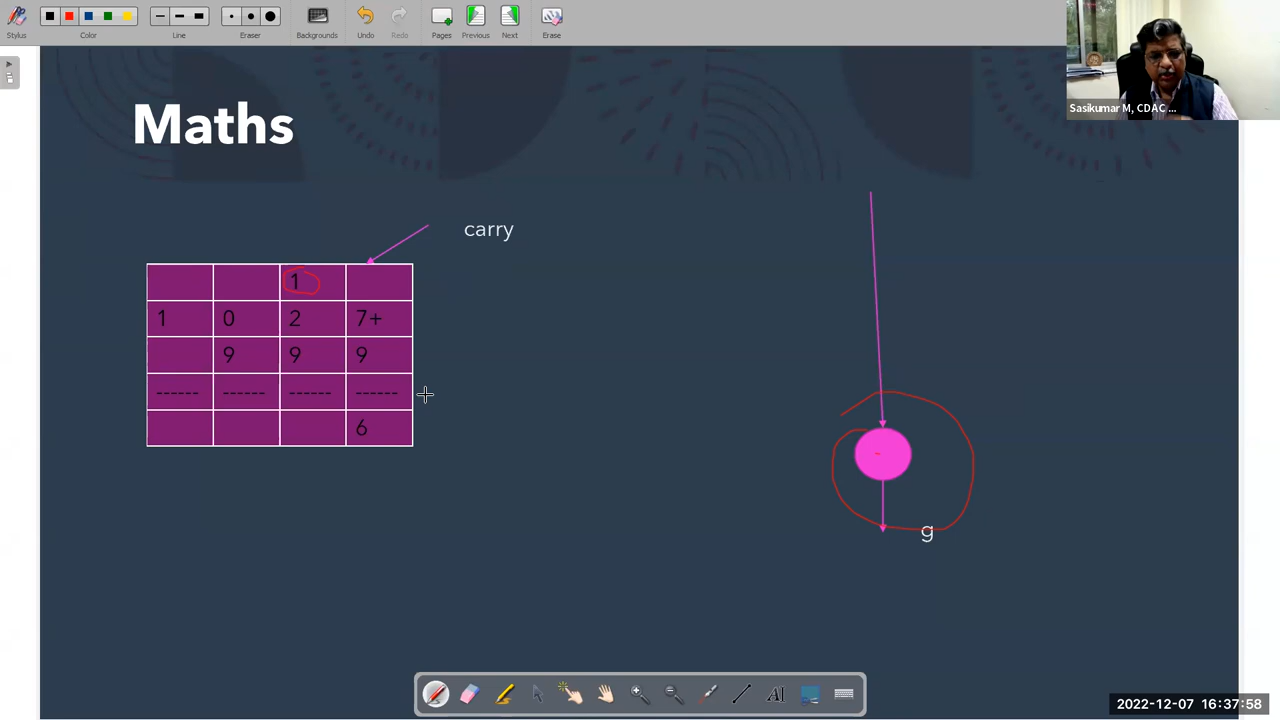 Stylus
Color
Line
Eraser
Backgrounds
Undo
Redo
Pages
Previous
Next
Erase
Sasikumar M, CDAC ...
Maths
carry
1
1 0 2 7+
9 9 9
------ ------ ------ ------
6
g
2022-12-07 16:37:58